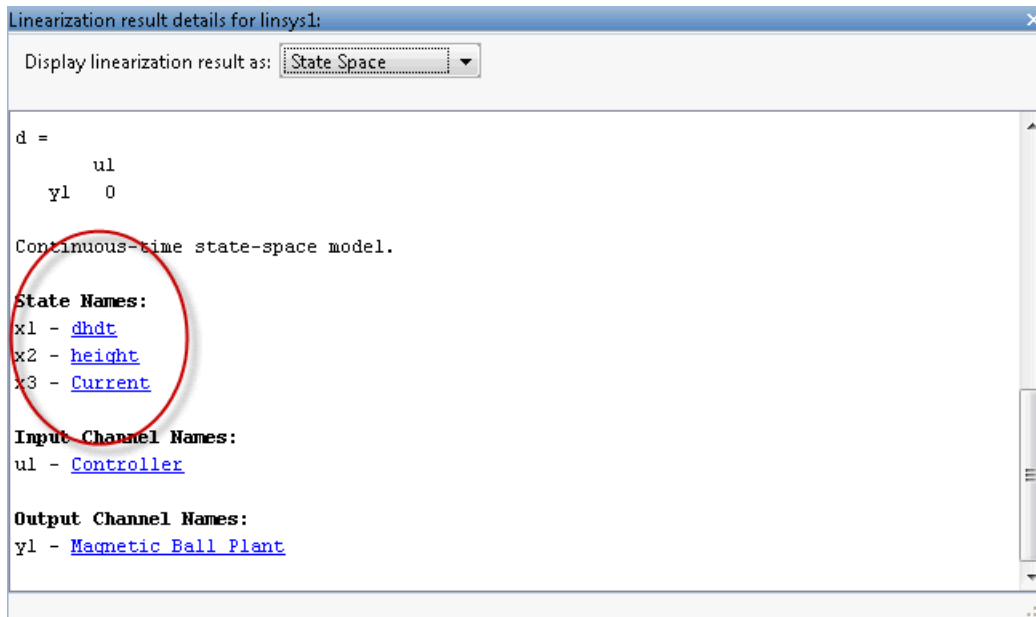 Linearization result details for linsys1:
Display linearization result as: State Space
d =
u1
y1 0
Continuous-time state-space model.
State Names:
x1 - dhdt
x2 - height
x3 - Current
Input Channel Names:
u1 - Controller
Output Channel Names:
y1 - Magnetic Ball Plant